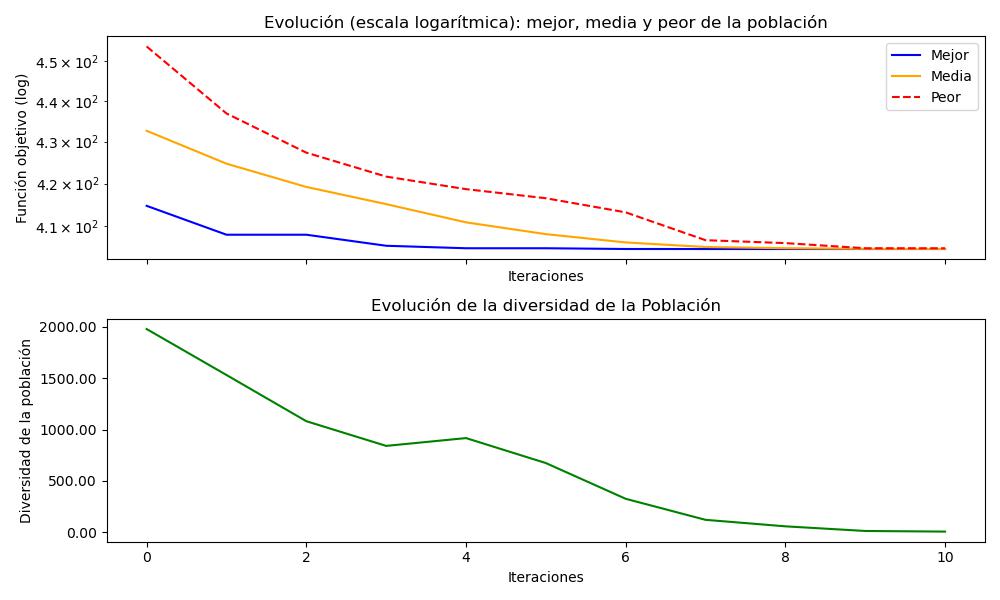 Evolución (escala logarítmica): mejor, media y peor de la población
Función objetivo (log)
4.5 × 10²
4.4 × 10²
4.3 × 10²
4.2 × 10²
4.1 × 10²
Mejor
Media
Peor
Iteraciones
Evolución de la diversidad de la Población
Diversidad de la población
2000.00
1500.00
1000.00
500.00
0.00
0 2 4 6 8 10
Iteraciones